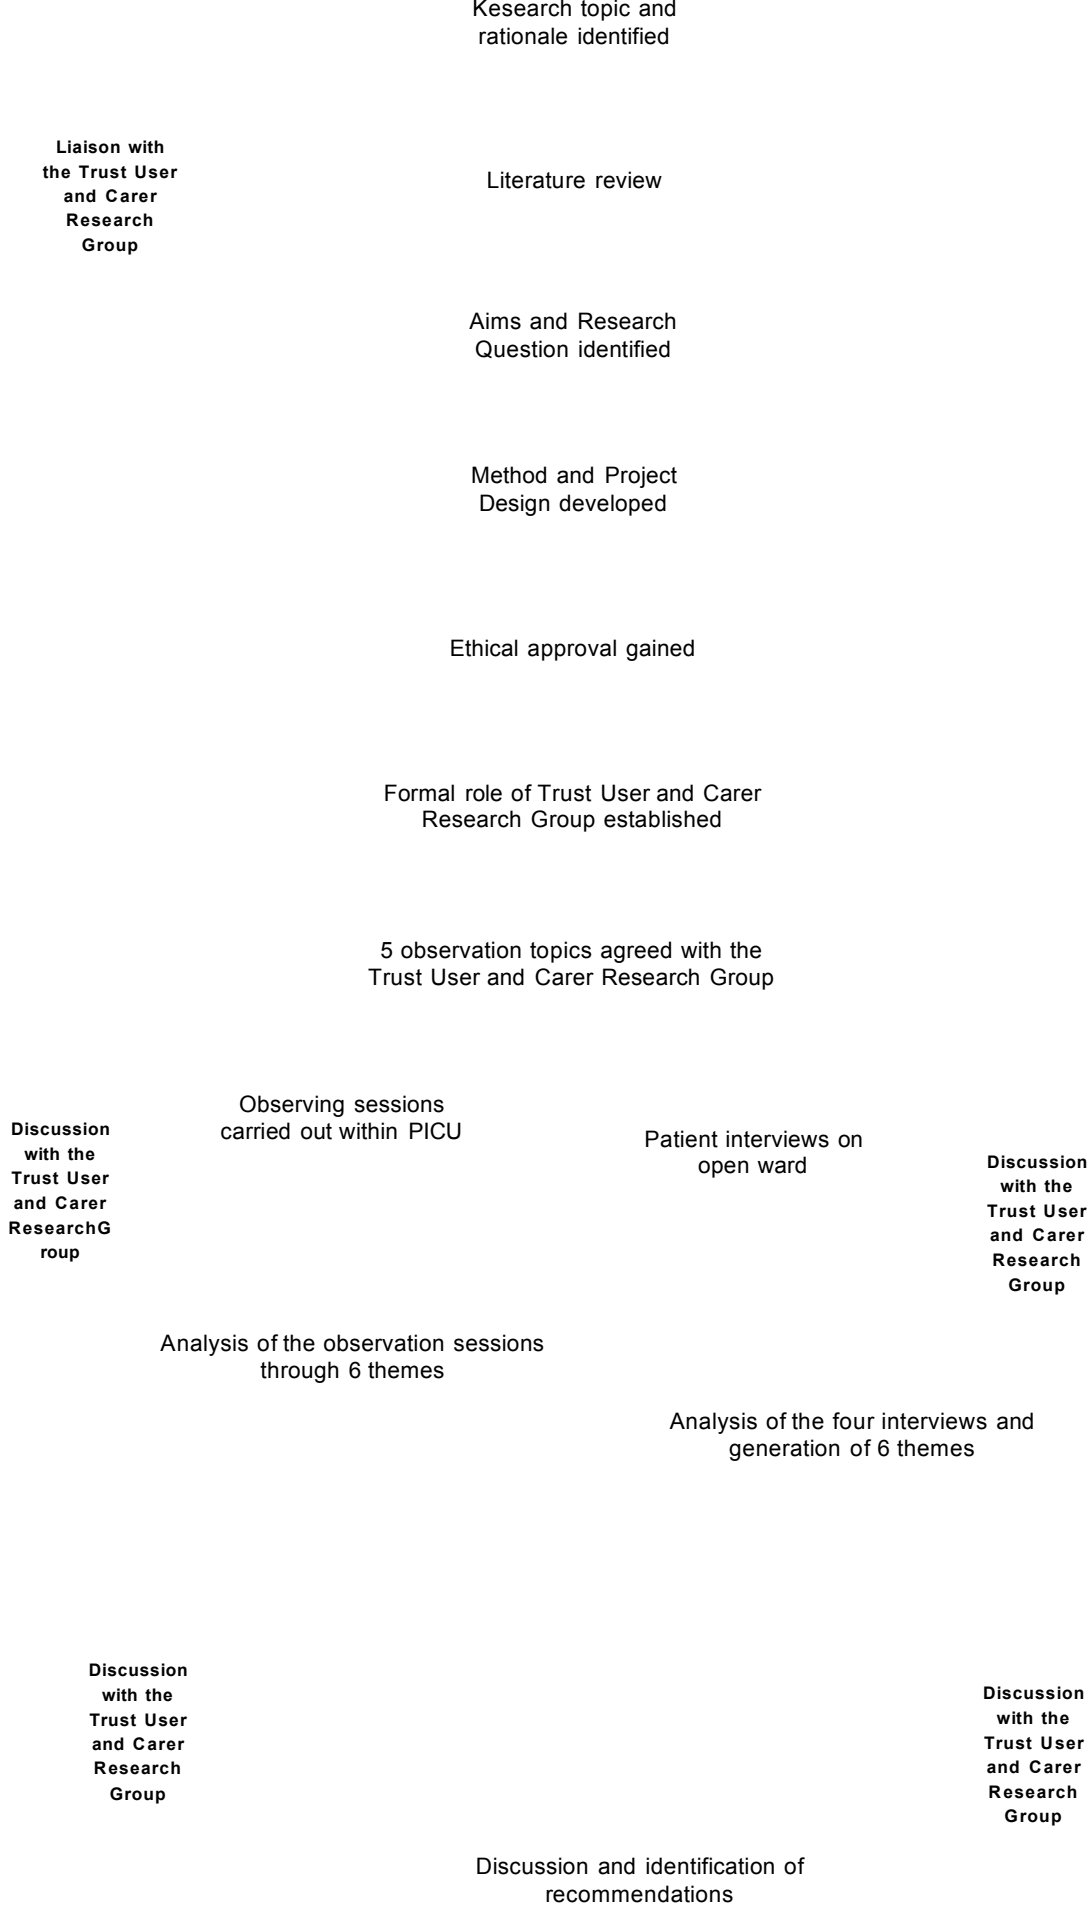 Research topic and
rationale identified
Liaison with
the Trust User
and Carer
Research
Group
Literature review
Aims and Research
Question identified
Method and Project
Design developed
Ethical approval gained
Formal role of Trust User and Carer
Research Group established
5 observation topics agreed with the
Trust User and Carer Research Group
Observing sessions
carried out within PICU
Patient interviews on
open ward
Discussion
with the
Trust User
and Carer
ResearchG
roup
Discussion
with the
Trust User
and Carer
Research
Group
Analysis of the observation sessions
through 6 themes
Analysis of the four interviews and
generation of 6 themes
Discussion
with the
Trust User
and Carer
Research
Group
Discussion
with the
Trust User
and Carer
Research
Group
Discussion and identification of
recommendations